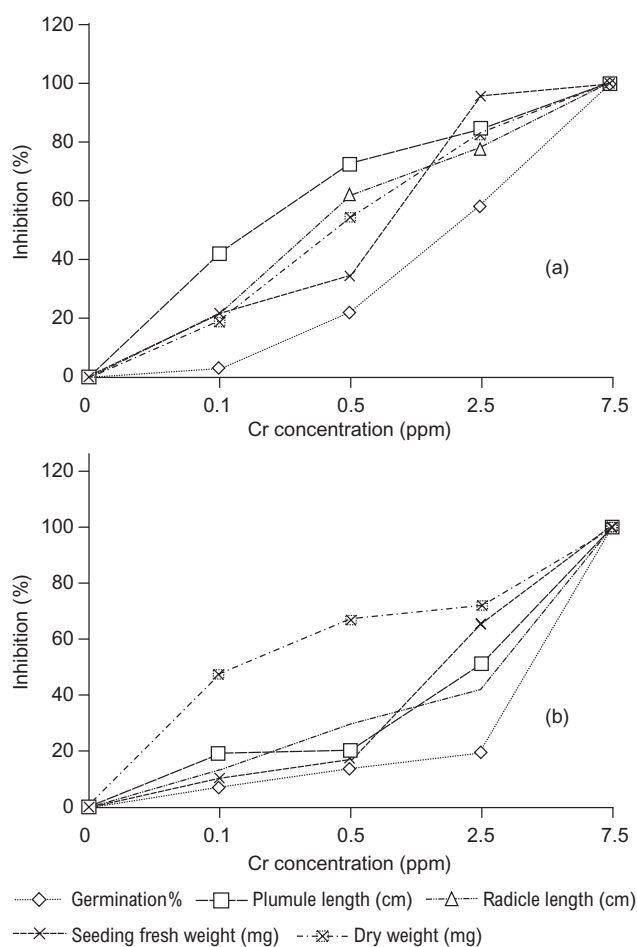 120
100
80
60
40
20
0
Inhibition (%)
(a)
0 0.1 0.5 2.5 7.5
Cr concentration (ppm)
120
100
80
60
40
20
0
Inhibition (%)
(b)
0 0.1 0.5 2.5 7.5
Cr concentration (ppm)
Germination% Plumule length (cm) Radicle length (cm)
Seeding fresh weight (mg) Dry weight (mg)